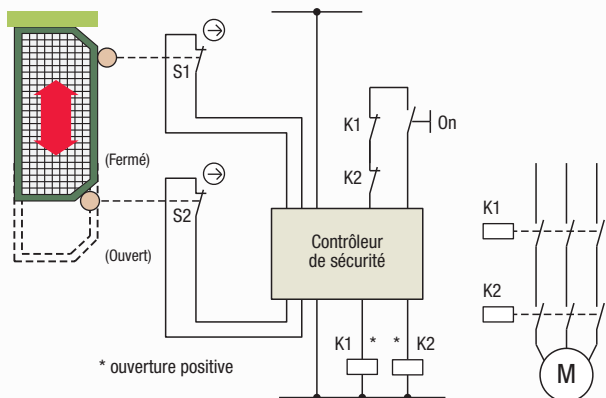 S1
K1
On
(Fermé)
K2
S2
K1
(Ouvert)
Contrôleur
de sécurité
K2
K1 * * K2
* ouverture positive
M